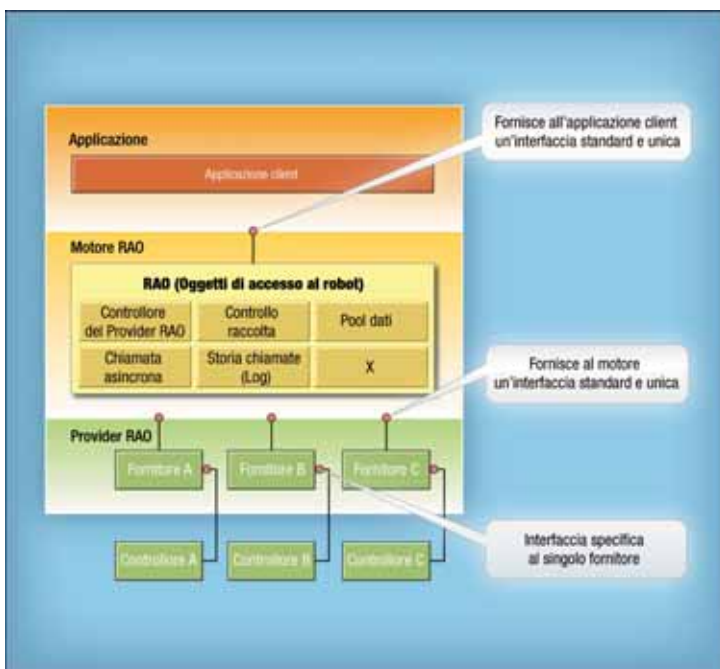 Applicazione
Applicazione client
Fornisce all'applicazione client
un'interfaccia standard e unica
Motore RAO
RAO (Oggetti di accesso al robot)
Controllore
del Provider RAO
Controllo
raccolta
Pool dati
Chiamata
asincrona
Storia chiamate
(Log)
X
Fornisce al motore
un'interfaccia standard e unica
Provider RAO
Fornitore A
Fornitore B
Fornitore C
Interfaccia specifica
al singolo fornitore
Controllore A
Controllore B
Controllore C